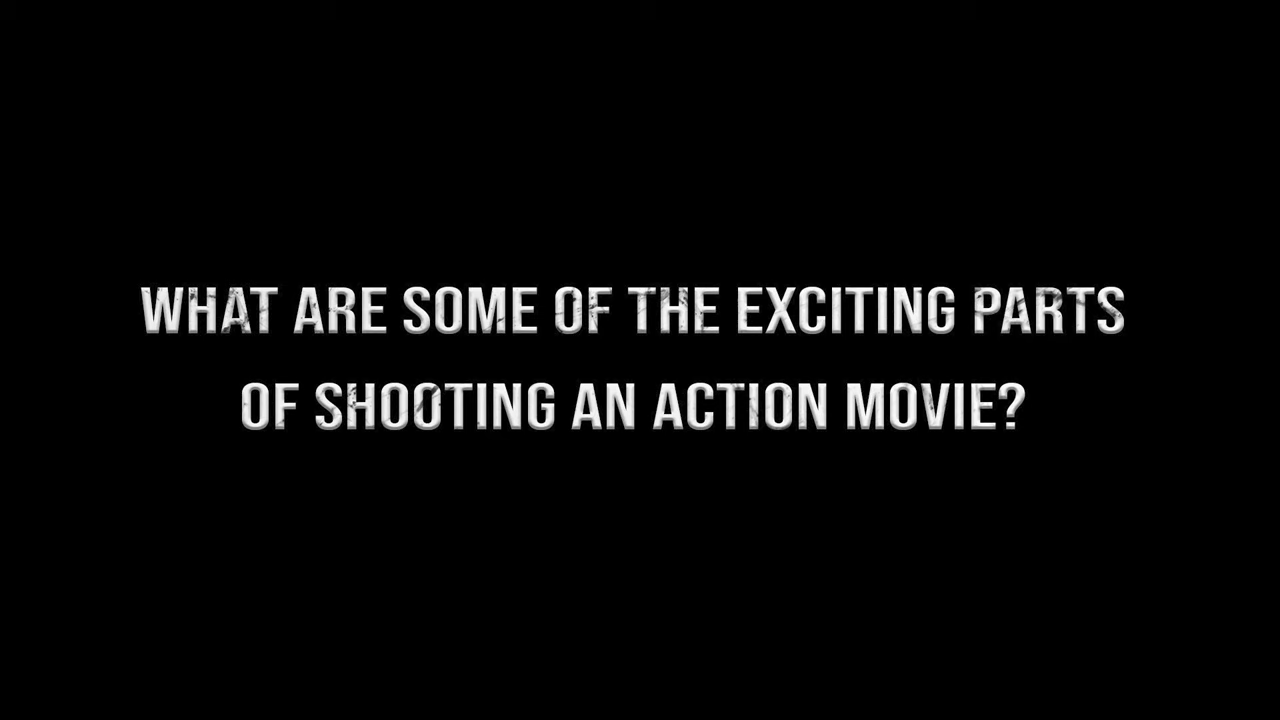 WHAT ARE SOME OF THE EXCITING PARTS
OF SHOOTING AN ACTION MOVIE?